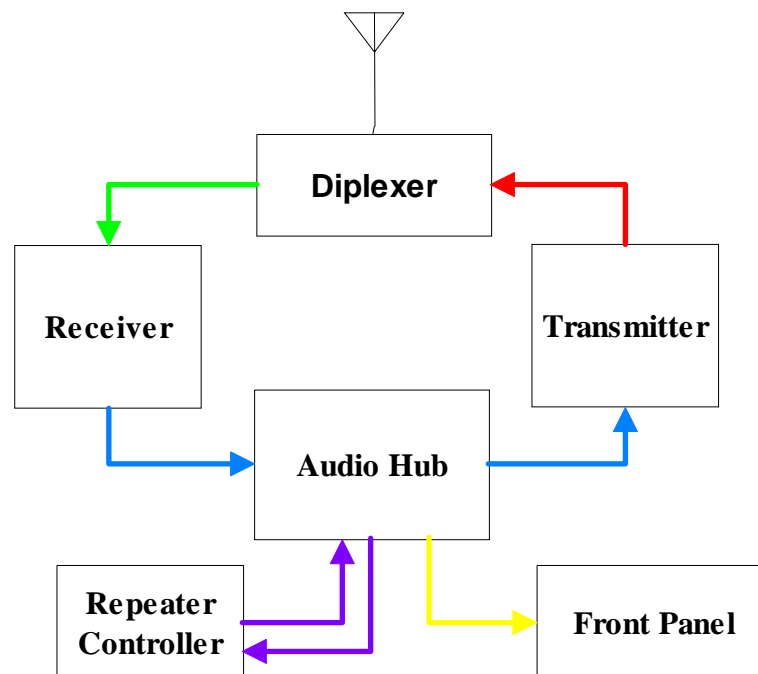 Diplexer
Receiver
Transmitter
Audio Hub
Repeater
Controller
Front Panel